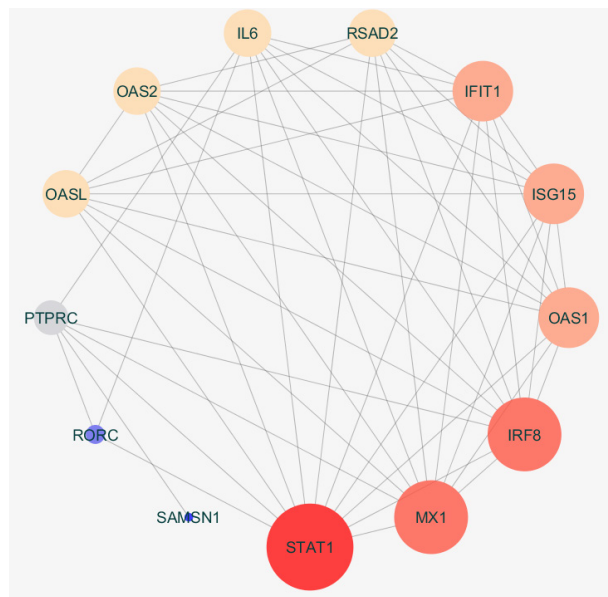 IL6
RSAD2
OAS2
IFIT1
OASL
ISG15
PTPRC
OAS1
RORC
IRF8
SAMSN1
MX1
STAT1